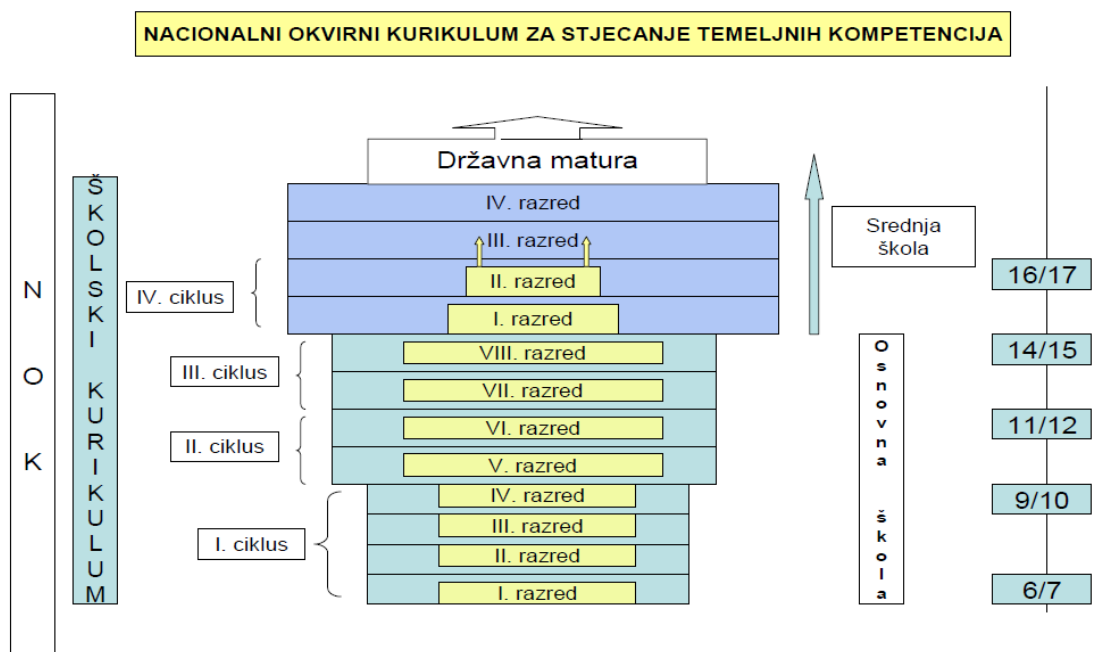 NACIONALNI OKVIRNI KURIKULUM ZA STJECANJE TEMELJNIH KOMPETENCIJA
NOK
ŠKOLSKI KURIKULUM
Državna matura
IV. razred
III. razred
II. razred
I. razred
VIII. razred
VII. razred
VI. razred
V. razred
IV. razred
III. razred
II. razred
I. razred
IV. ciklus
III. ciklus
II. ciklus
I. ciklus
Srednja
škola
Osnovna škola
16/17
14/15
11/12
9/10
6/7